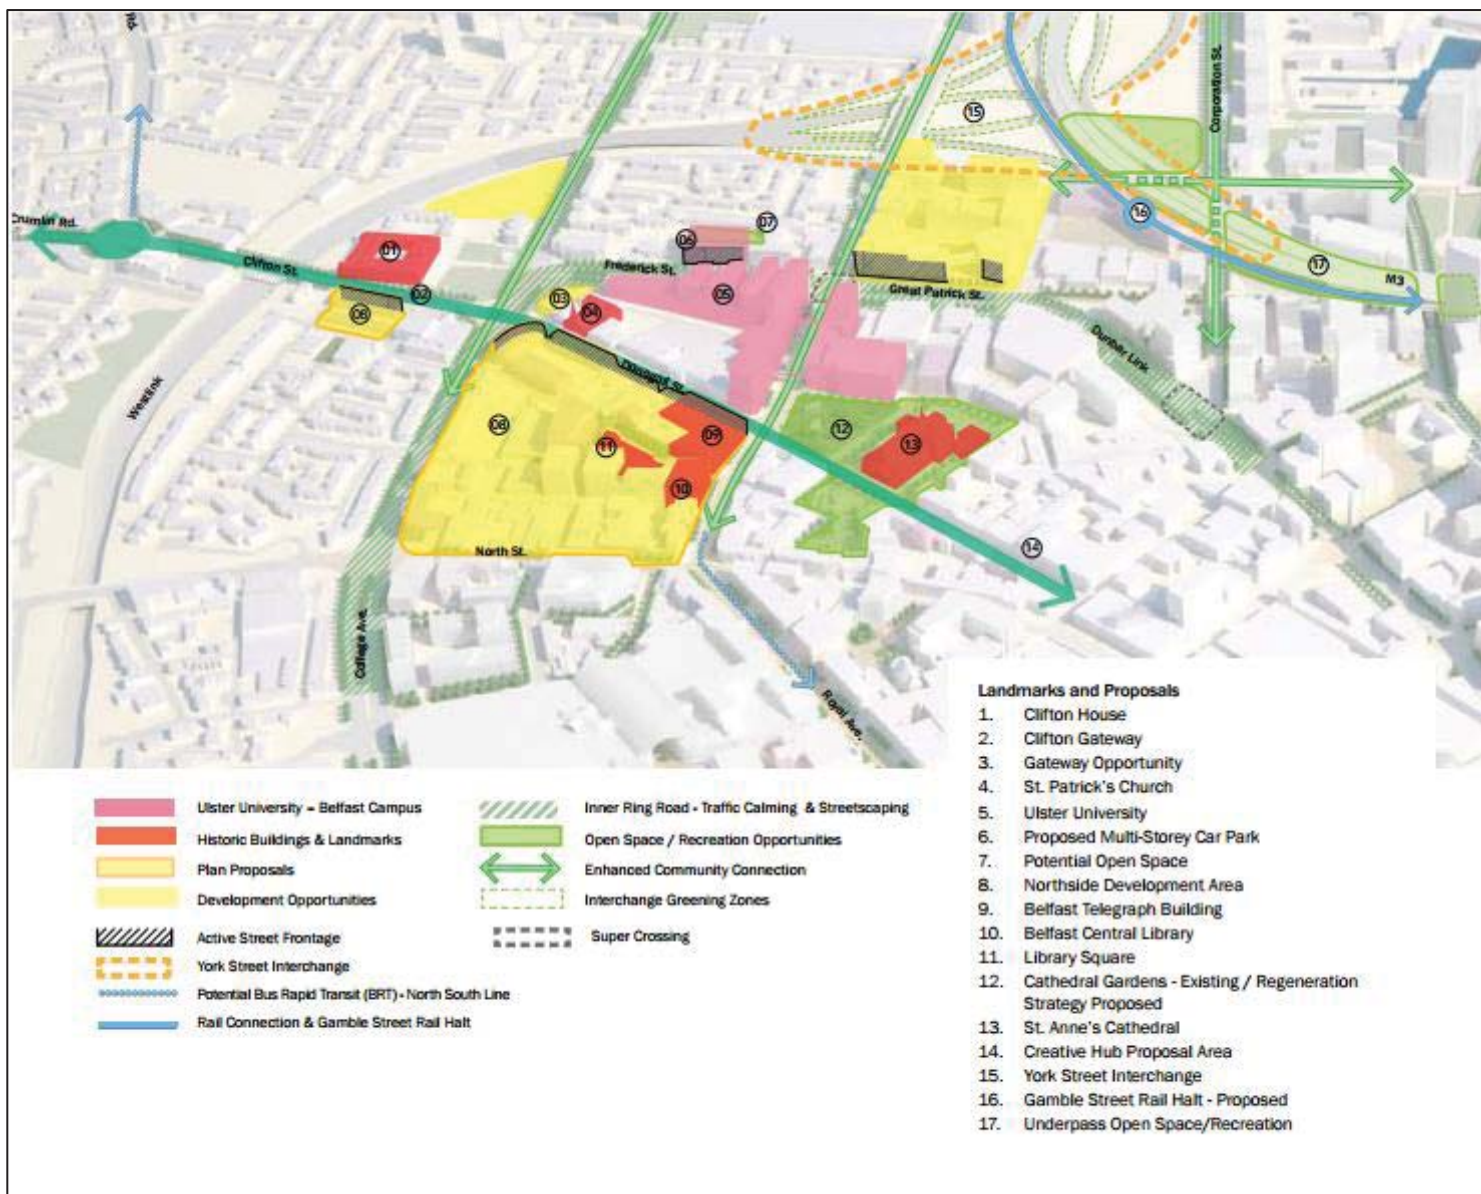 Rd.
Corporation St.
15
Crumlin Rd.
01
06
07
16
Clifton St.
02
Frederick St.
17
M3
08
03
04
05
Great Patrick St.
Dunbar Link
Westlink
Donegall St.
08
09
11
12
13
10
North St.
14
College Ave.
Royal Ave.
Landmarks and Proposals
1. Clifton House
2. Clifton Gateway
3. Gateway Opportunity
4. St. Patrick's Church
5. Ulster University
6. Proposed Multi-Storey Car Park
7. Potential Open Space
8. Northside Development Area
9. Belfast Telegraph Building
10. Belfast Central Library
11. Library Square
12. Cathedral Gardens - Existing / Regeneration
Strategy Proposed
13. St. Anne's Cathedral
14. Creative Hub Proposal Area
15. York Street Interchange
16. Gamble Street Rail Halt - Proposed
17. Underpass Open Space/Recreation
Ulster University – Belfast Campus
Historic Buildings & Landmarks
Plan Proposals
Development Opportunities
Active Street Frontage
York Street Interchange
Potential Bus Rapid Transit (BRT) - North South Line
Rail Connection & Gamble Street Rail Halt
Inner Ring Road - Traffic Calming & Streetscaping
Open Space / Recreation Opportunities
Enhanced Community Connection
Interchange Greening Zones
Super Crossing